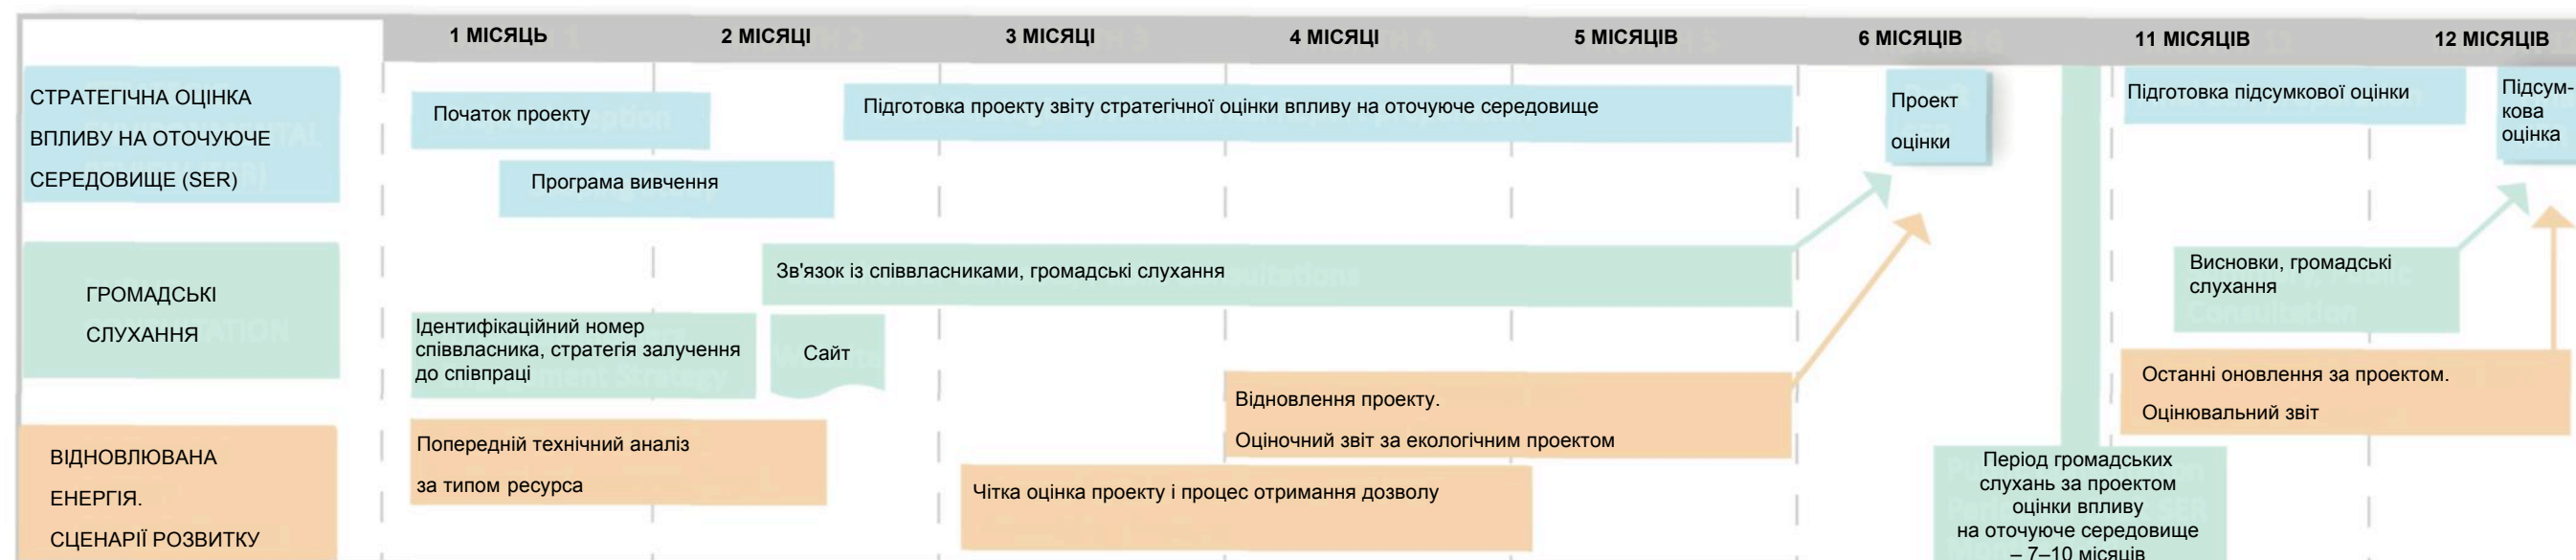 1 МІСЯЦЬ
2 МІСЯЦІ
3 МІСЯЦІ
4 МІСЯЦІ
5 МІСЯЦІВ
6 МІСЯЦІВ
11 МІСЯЦІВ
12 МІСЯЦІВ
СТРАТЕГІЧНА ОЦІНКА
ВПЛИВУ НА ОТОЧУЮЧЕ
СЕРЕДОВИЩЕ (SER)
Початок проекту
Програма вивчення
Підготовка проекту звіту стратегічної оцінки впливу на оточуюче середовище
Проект
оцінки
Підготовка підсумкової оцінки
Підсум-
кова
оцінка
ГРОМАДСЬКІ
СЛУХАННЯ
Зв'язок із співвласниками, громадські слухання
Ідентифікаційний номер
співвласника, стратегія залучення
до співпраці
Сайт
Висновки, громадські
слухання
ВІДНОВЛЮВАНА
ЕНЕРГІЯ.
СЦЕНАРІЇ РОЗВИТКУ
Попередній технічний аналіз
за типом ресурса
Чітка оцінка проекту і процес отримання дозволу
Відновлення проекту.
Оціночний звіт за екологічним проектом
Останні оновлення за проектом.
Оцінювальний звіт
Період громадських
слухань за проектом
оцінки впливу
на оточуюче середовище
– 7–10 місяців